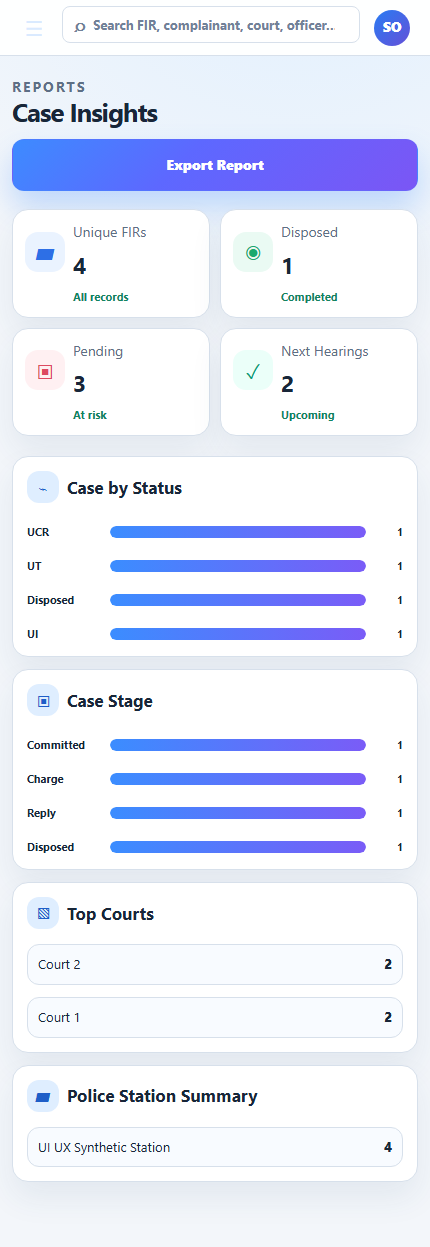 Search FIR, complainant, court, officer...
SO
REPORTS
Case Insights
Export Report
Unique FIRs
4
All records
Disposed
1
Completed
Pending
3
At risk
Next Hearings
2
Upcoming
Case by Status
UCR 1
UT 1
Disposed 1
UI 1
Case Stage
Committed 1
Charge 1
Reply 1
Disposed 1
Top Courts
Court 2 2
Court 1 2
Police Station Summary
UI UX Synthetic Station 4